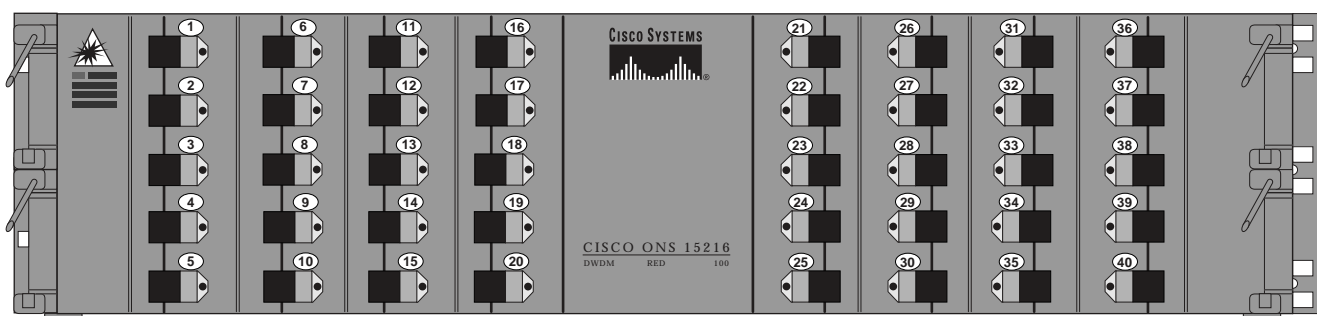 1 6 11 16 21 26 31 36
CISCO SYSTEMS
®
2 7 12 17 22 27 32 37
3 8 13 18 23 28 33 38
4 9 14 19 24 29 34 39
CISCO ONS 15216
DWDM RED 100
5 10 15 20 25 30 35 40